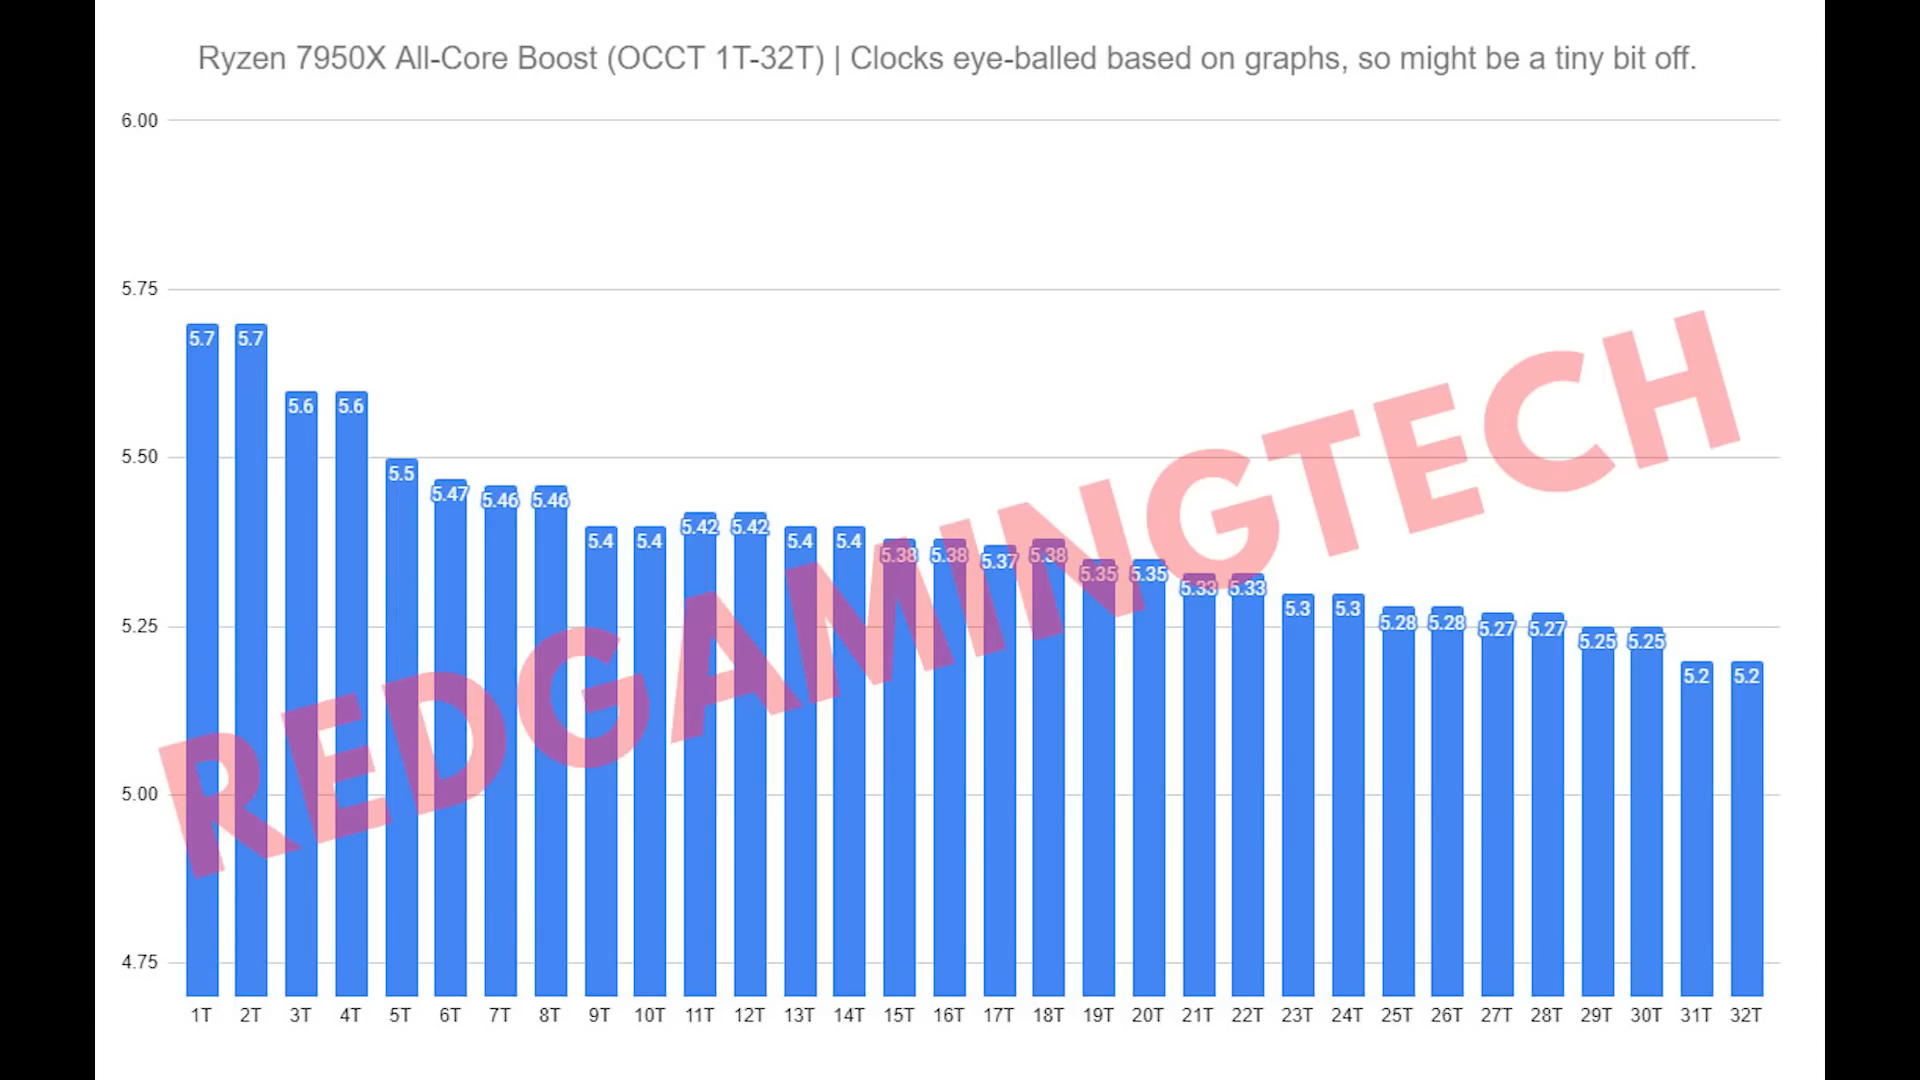 Ryzen 7950X All-Core Boost (OCCT 1T-32T) | Clocks eye-balled based on graphs, so might be a tiny bit off.
6.00
5.75
5.50
5.25
5.00
4.75
5.7 5.7 5.6 5.6 5.5 5.47 5.46 5.46 5.4 5.4 5.42 5.42 5.4 5.4 5.38 5.38 5.37 5.38 5.35 5.35 5.33 5.33 5.3 5.3 5.28 5.28 5.27 5.27 5.25 5.25 5.2 5.2
REDGAMINGTECH
1T 2T 3T 4T 5T 6T 7T 8T 9T 10T 11T 12T 13T 14T 15T 16T 17T 18T 19T 20T 21T 22T 23T 24T 25T 26T 27T 28T 29T 30T 31T 32T